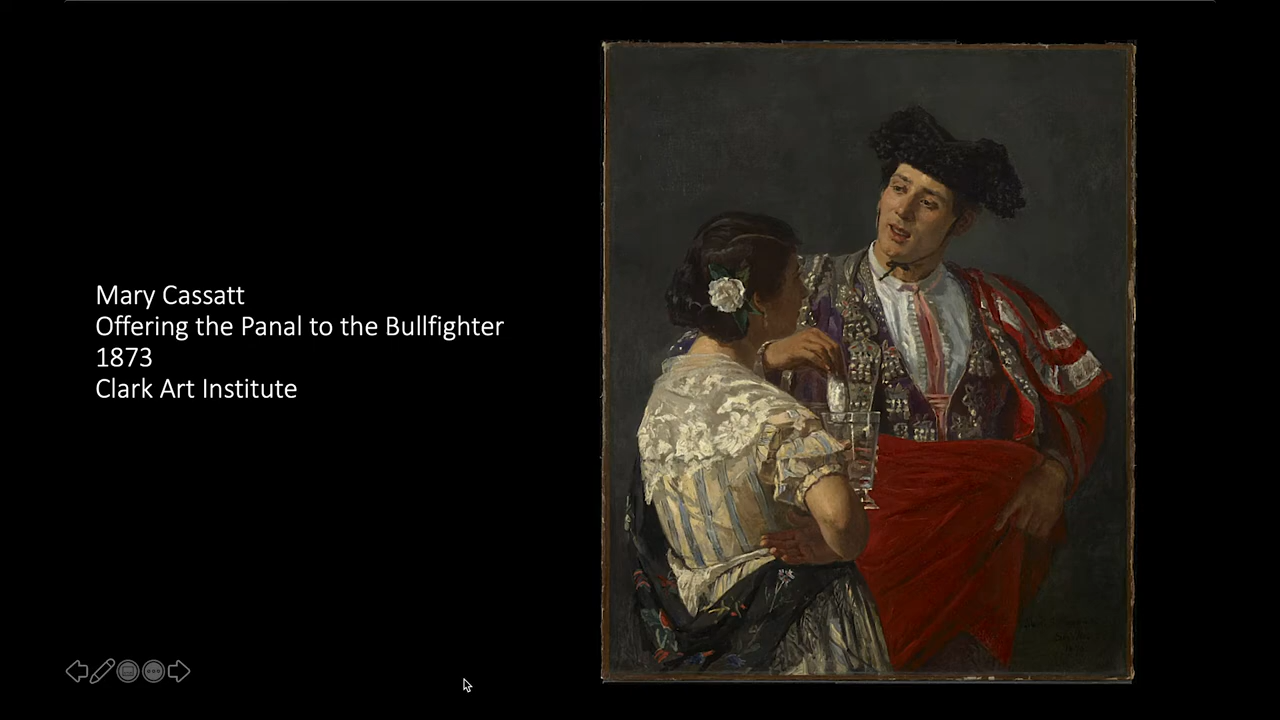 Mary Cassatt
Offering the Panal to the Bullfighter
1873
Clark Art Institute